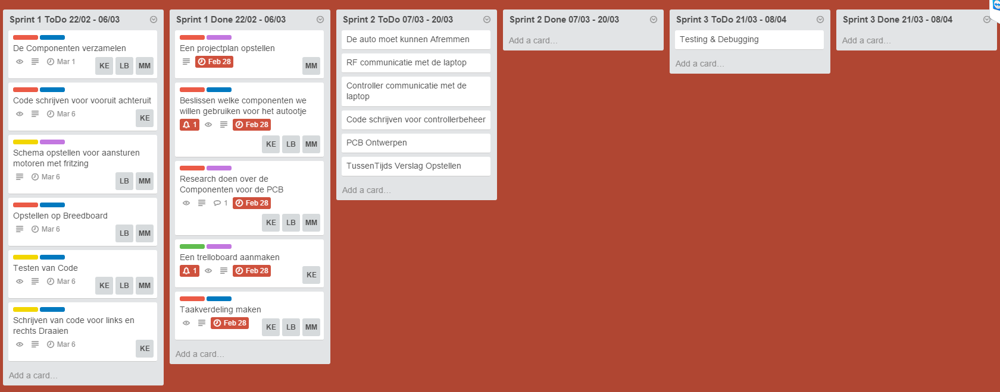 Sprint 1 ToDo 22/02 - 06/03
De Componenten verzamelen
Mar 1
KE LB MM
Code schrijven voor vooruit achteruit
Mar 6
KE
Schema opstellen voor aansturen
motoren met fritzing
Mar 6
LB MM
Opstellen op Breedboard
Mar 6
LB MM
Testen van Code
Mar 6
KE LB MM
Schrijven van code voor links en
rechts Draaien
Mar 6
KE
Add a card...
Sprint 1 Done 22/02 - 06/03
Een projectplan opstellen
Feb 28
MM
Beslissen welke componenten we
willen gebruiken voor het autootje
1 Feb 28
KE LB MM
Research doen over de
Componenten voor de PCB
1 Feb 28
KE LB MM
Een trelloboard aanmaken
1 Feb 28
KE
Taakverdeling maken
Feb 28
KE LB MM
Add a card...
Sprint 2 ToDo 07/03 - 20/03
De auto moet kunnen Afremmen
RF communicatie met de laptop
Controller communicatie met de
laptop
Code schrijven voor controllerbeheer
PCB Ontwerpen
TussenTijds Verslag Opstellen
Add a card...
Sprint 2 Done 07/03 - 20/03
Add a card...
Sprint 3 ToDo 21/03 - 08/04
Testing & Debugging
Add a card...
Sprint 3 Done 21/03 - 08/04
Add a card...